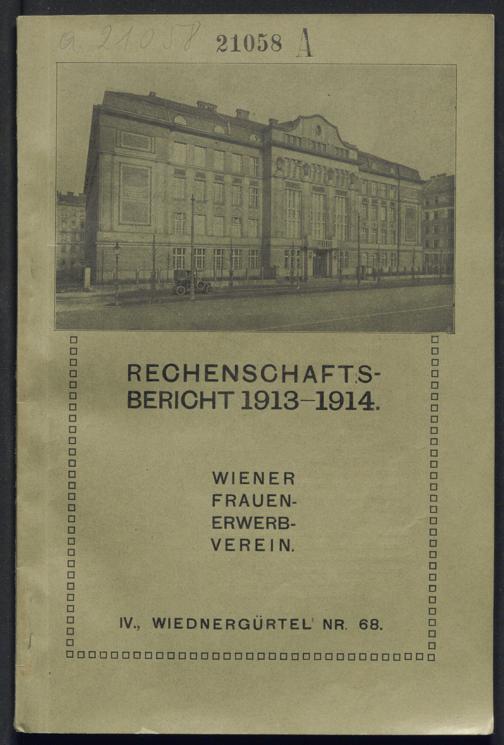 a. 21058
21058 A
RECHENSCHAFTS-
BERICHT 1913–1914.
WIENER
FRAUEN-
ERWERB-
VEREIN.
IV., WIEDNERGÜRTEL NR. 68.